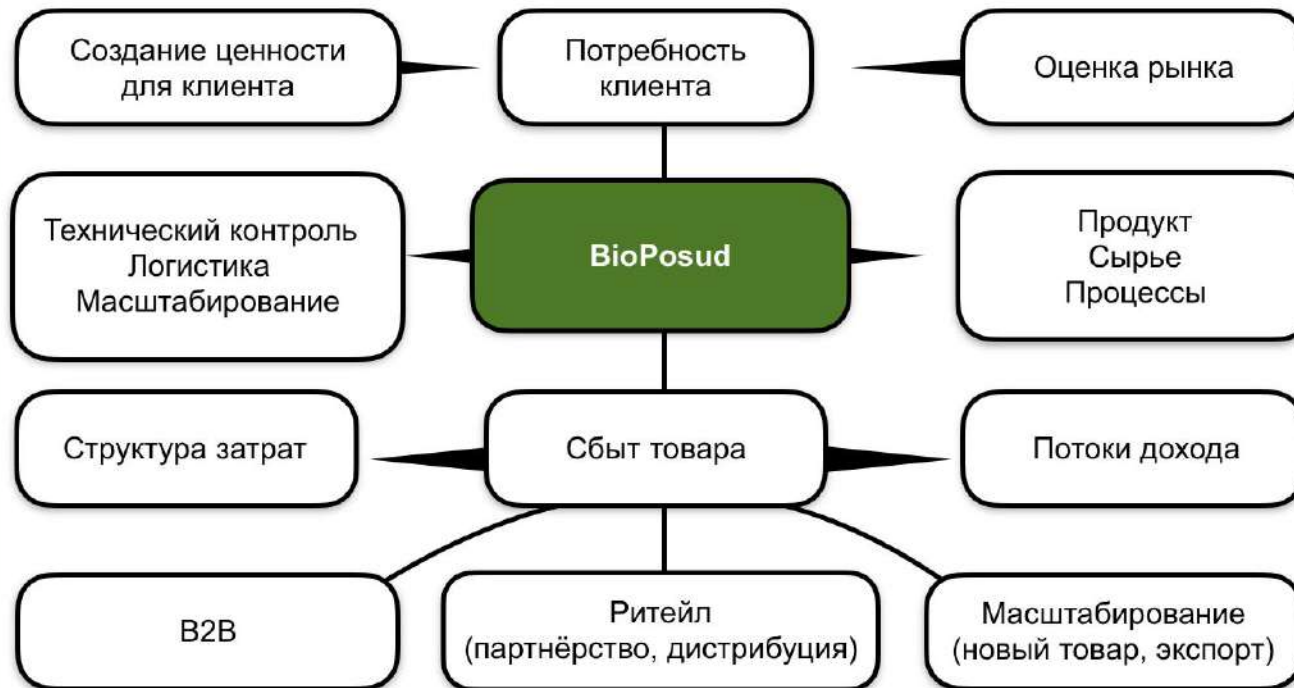 Создание ценности
для клиента
Потребность
клиента
Оценка рынка
Технический контроль
Логистика
Масштабирование
BioPosud
Продукт
Сырье
Процессы
Структура затрат
Сбыт товара
Потоки дохода
B2B
Ритейл
(партнёрство, дистрибуция)
Масштабирование
(новый товар, экспорт)